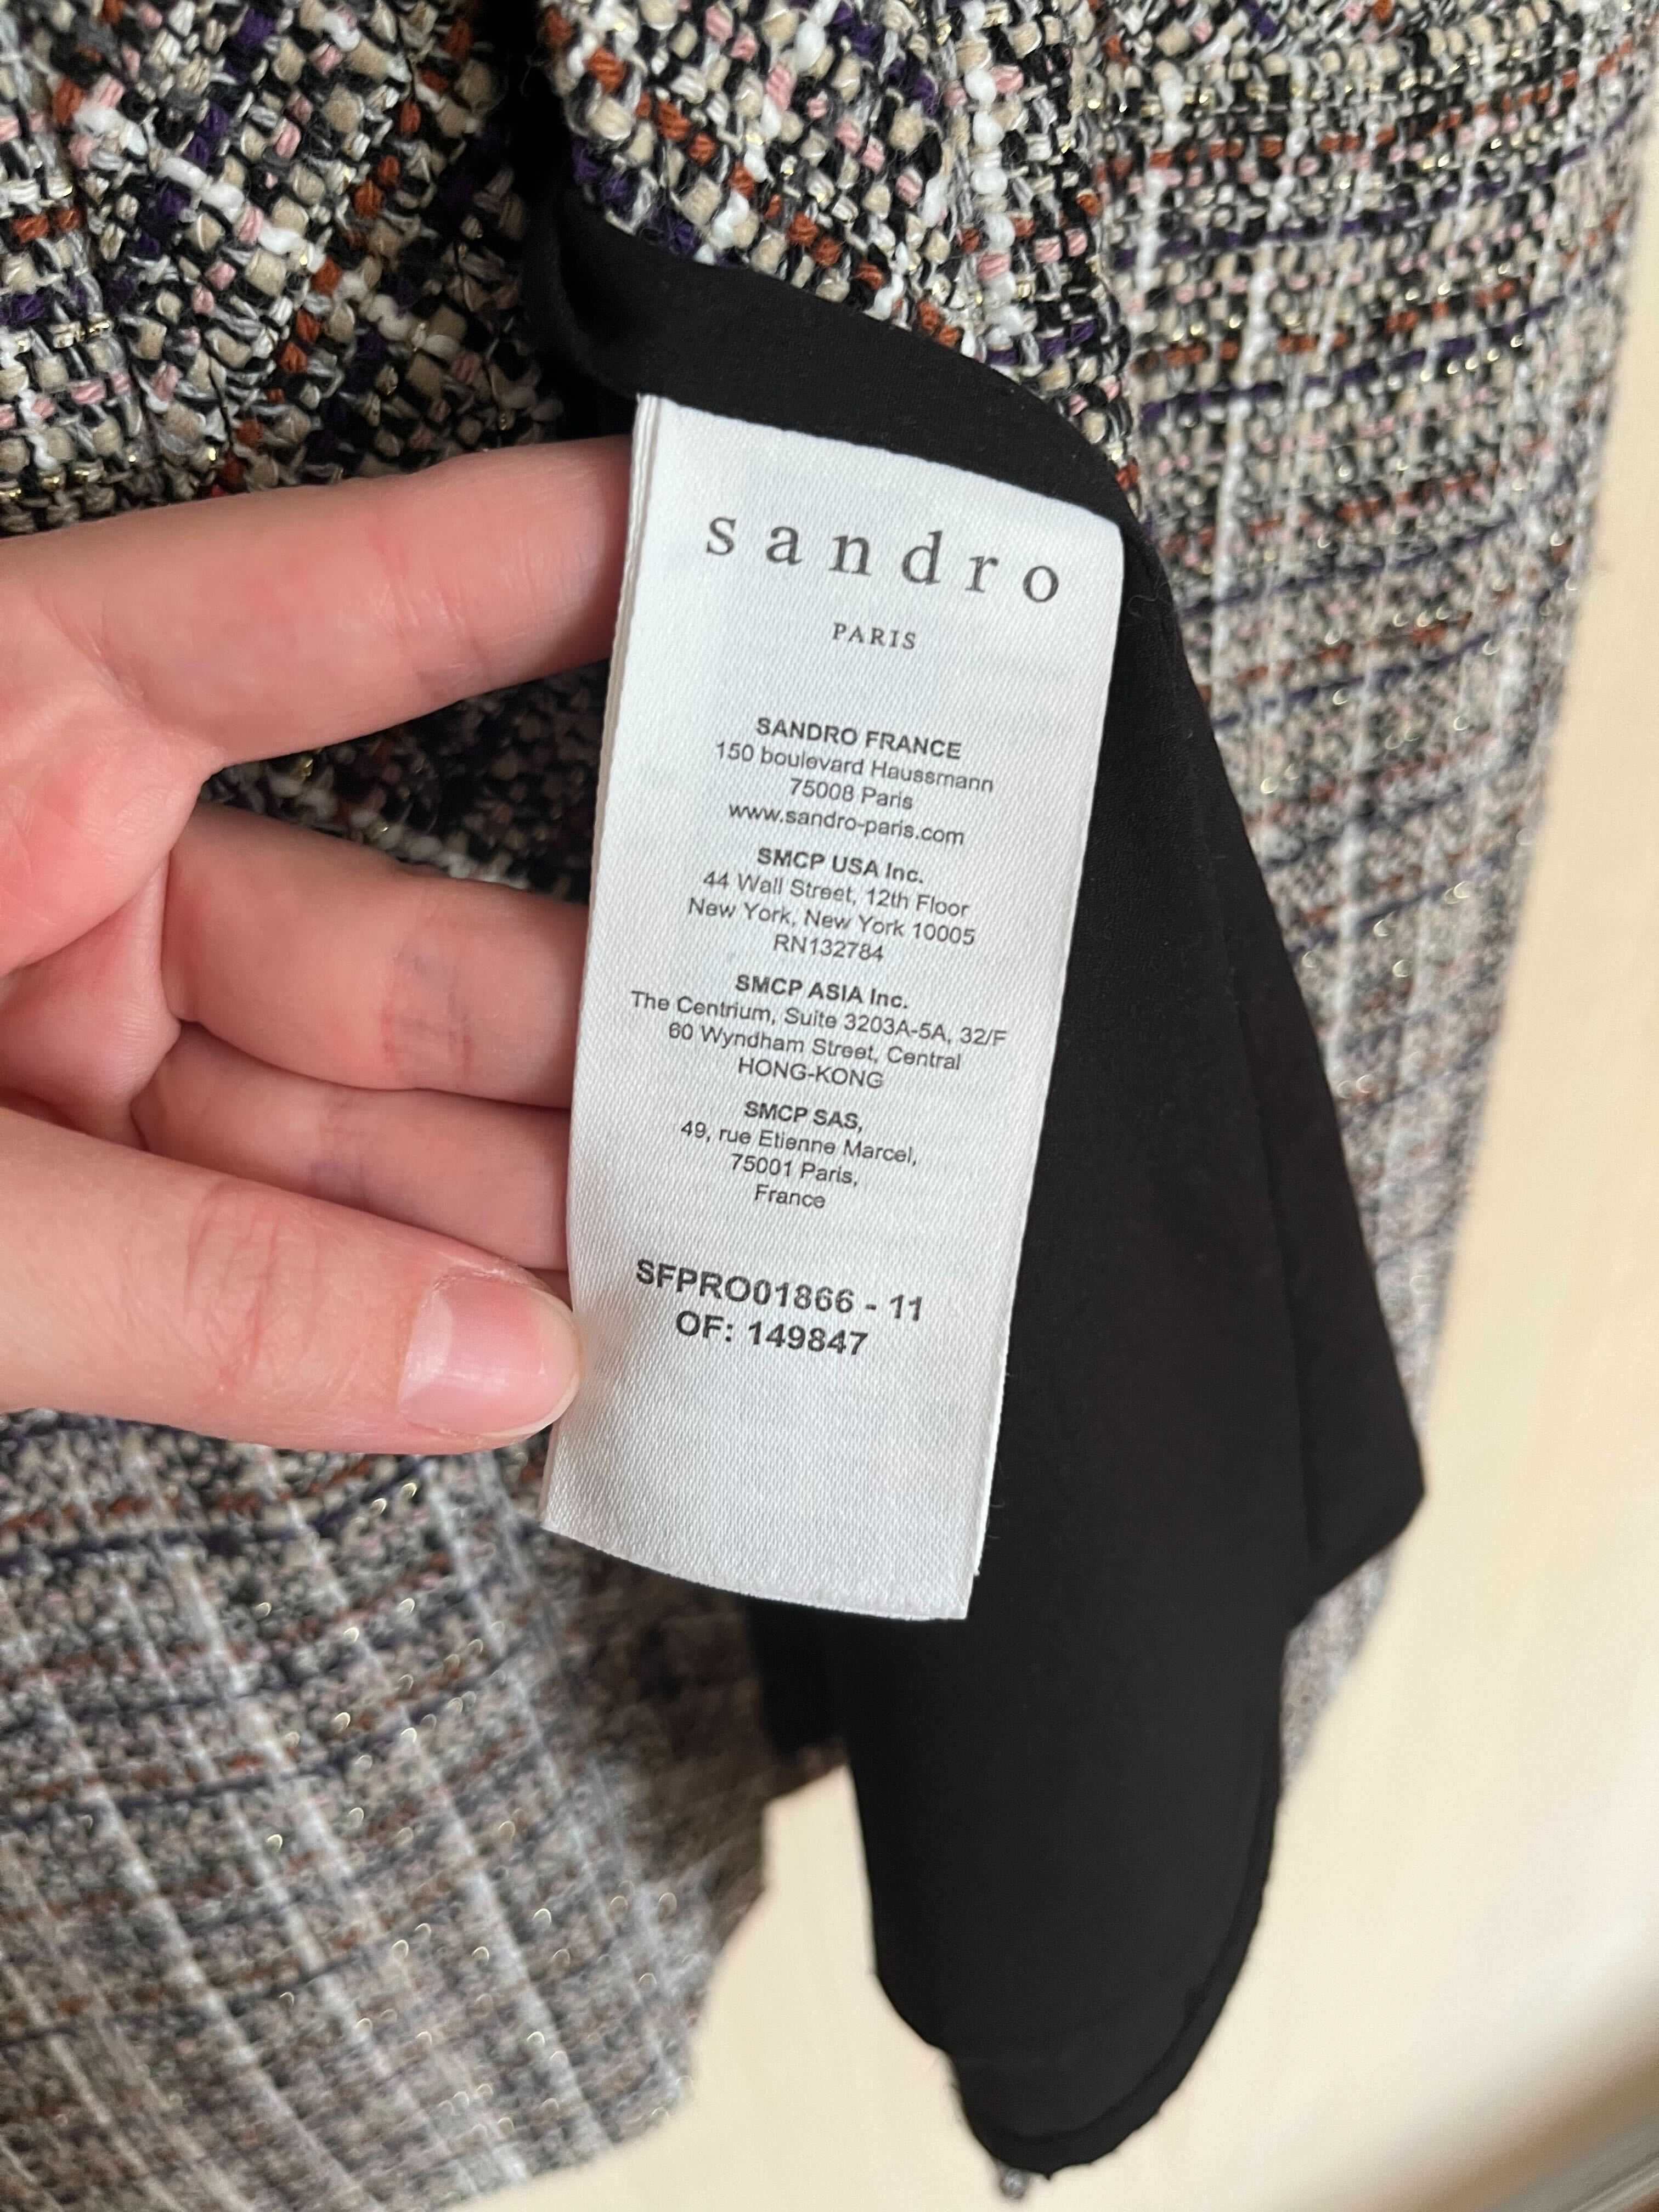 sandro
PARIS
SANDRO FRANCE
150 boulevard Haussmann
75008 Paris
www.sandro-paris.com
SMCP USA Inc.
44 Wall Street, 12th Floor
New York, New York 10005
RN132784
SMCP ASIA Inc.
The Centrium, Suite 3203A-5A, 32/F
60 Wyndham Street, Central
HONG-KONG
SMCP SAS,
49, rue Etienne Marcel,
75001 Paris,
France
SFPRO01866 - 11
OF: 149847